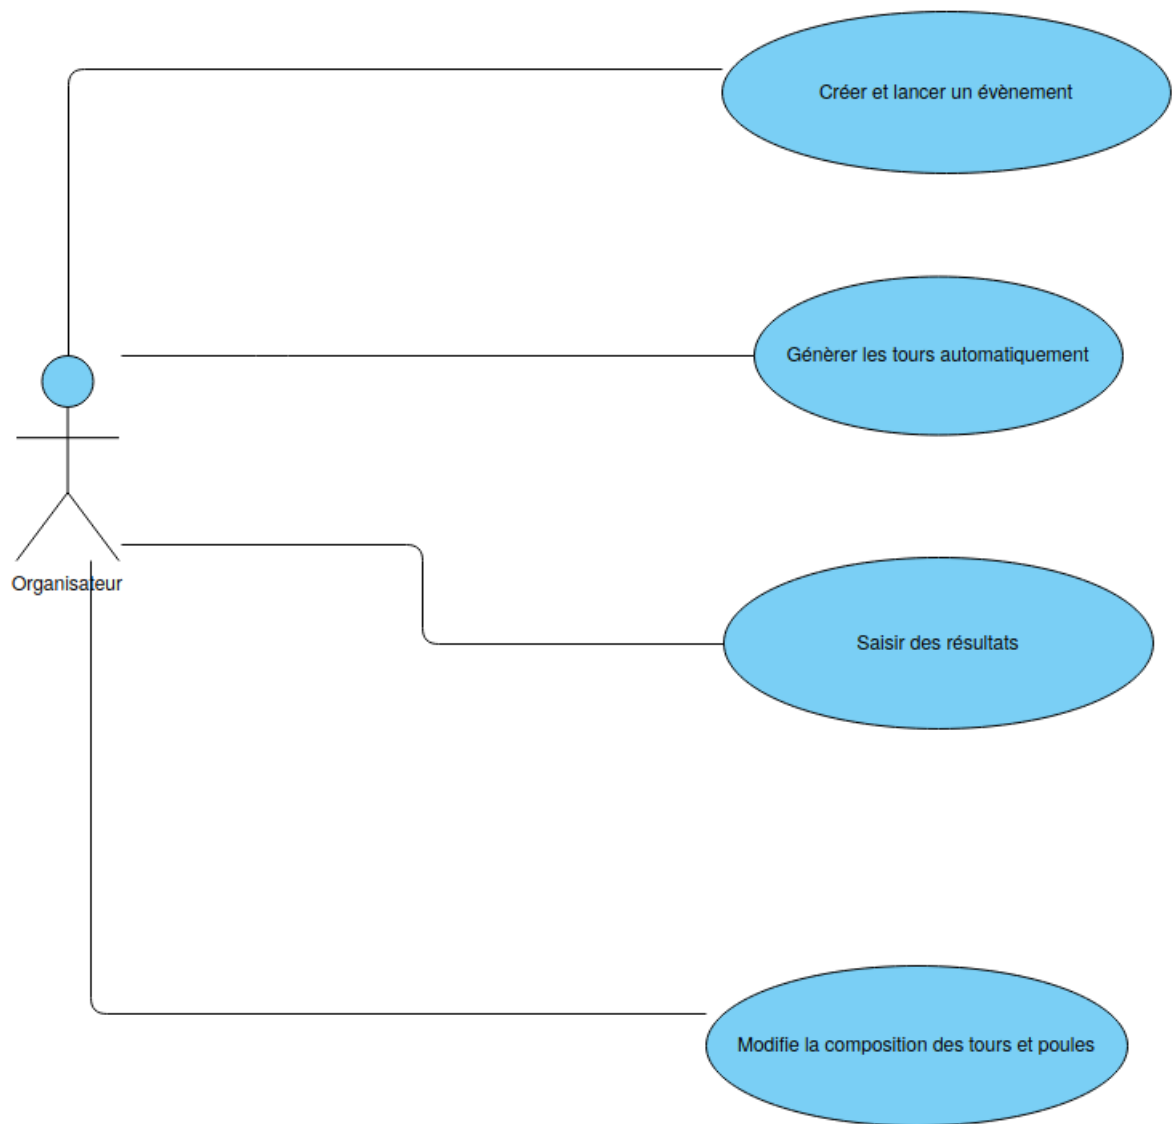 Créer et lancer un évènement
Génèrer les tours automatiquement
Organisateur
Saisir des résultats
Modifie la composition des tours et poules